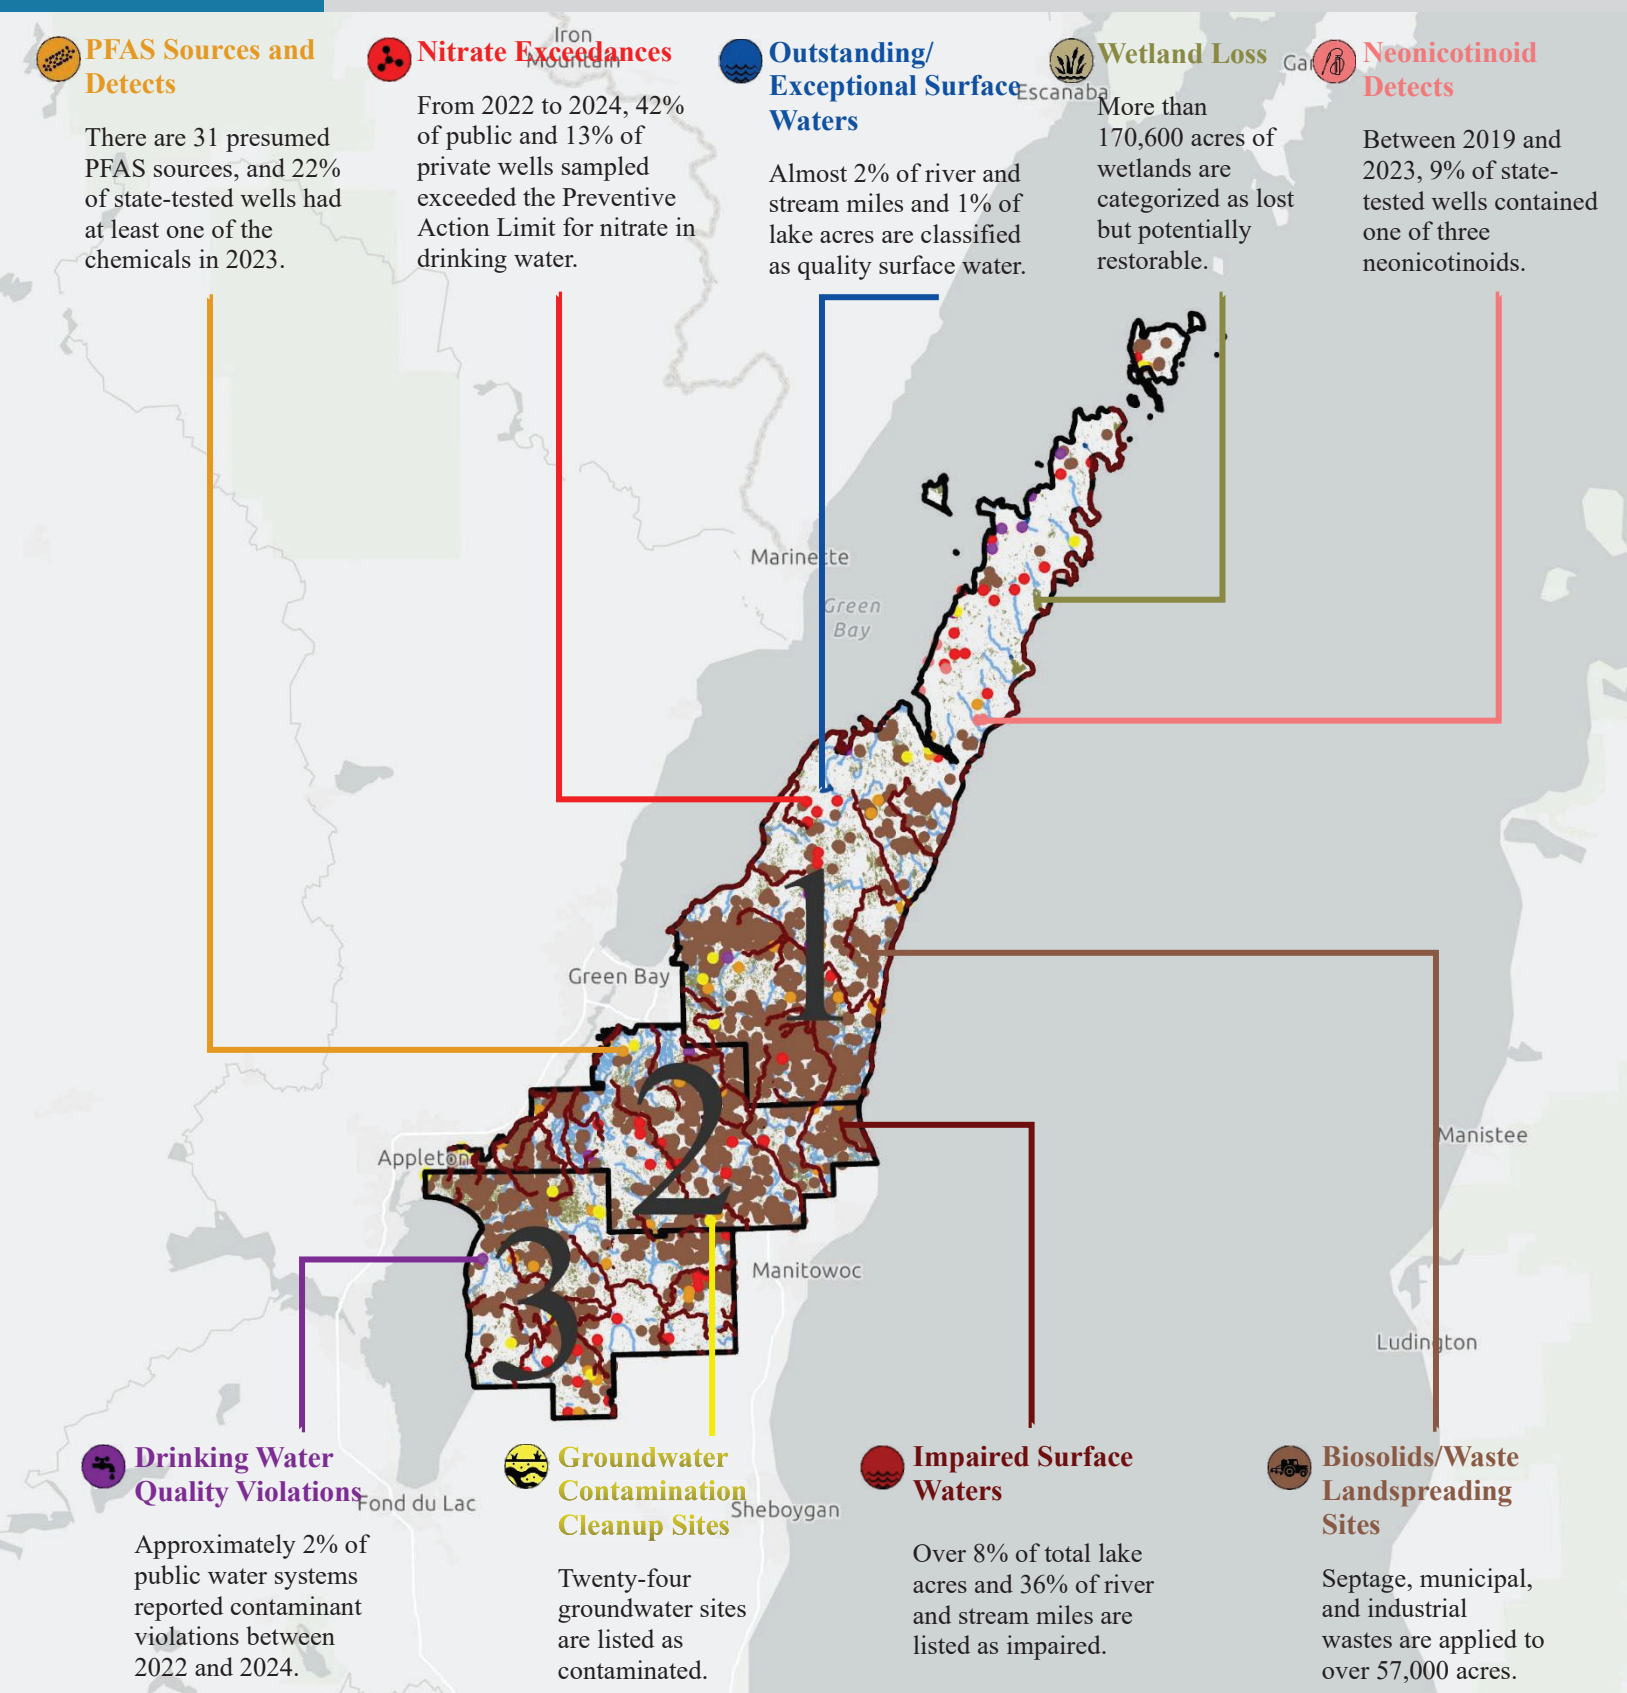 PFAS Sources and
Detects
There are 31 presumed
PFAS sources, and 22%
of state-tested wells had
at least one of the
chemicals in 2023.
Iron
Mountain
Nitrate Exceedances
From 2022 to 2024, 42%
of public and 13% of
private wells sampled
exceeded the Preventive
Action Limit for nitrate in
drinking water.
Outstanding/
Exceptional Surface
Waters
Almost 2% of river and
stream miles and 1% of
lake acres are classified
as quality surface water.
Escanaba
Wetland Loss
More than
170,600 acres of
wetlands are
categorized as lost
but potentially
restorable.
Neonicotinoid
Detects
Between 2019 and
2023, 9% of state-
tested wells contained
one of three
neonicotinoids.
Marinette
Green
Bay
1
Green Bay
2
Appleton
Manistee
3
Manitowoc
Ludington
Drinking Water
Quality Violations
Approximately 2% of
public water systems
reported contaminant
violations between
2022 and 2024.
Fond du Lac
Groundwater
Contamination
Cleanup Sites
Twenty-four
groundwater sites
are listed as
contaminated.
Sheboygan
Impaired Surface
Waters
Over 8% of total lake
acres and 36% of river
and stream miles are
listed as impaired.
Biosolids/Waste
Landspreading
Sites
Septage, municipal,
and industrial
wastes are applied to
over 57,000 acres.